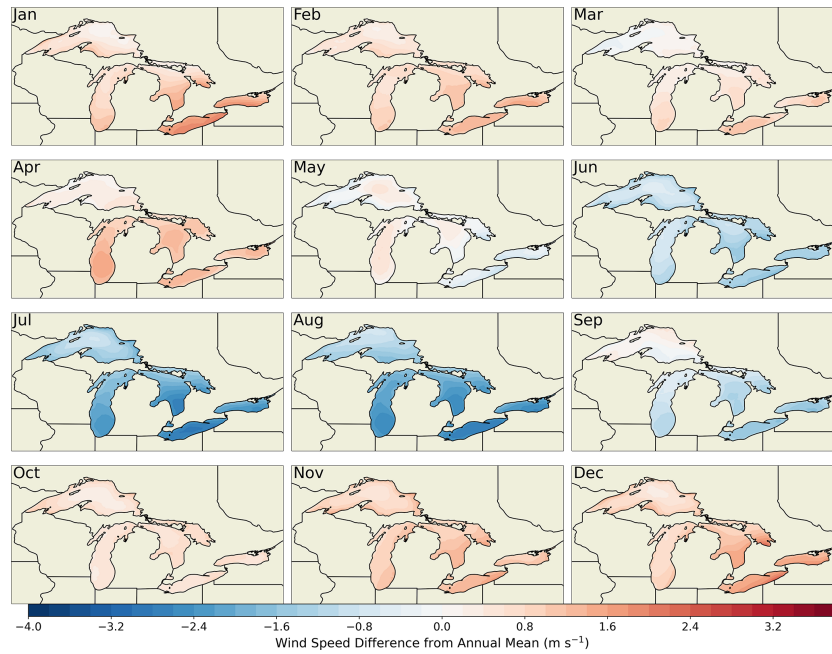 Jan Feb Mar
Apr May Jun
Jul Aug Sep
Oct Nov Dec
−4.0 −3.2 −2.4 −1.6 −0.8 0.0 0.8 1.6 2.4 3.2
Wind Speed Difference from Annual Mean (m s⁻¹)